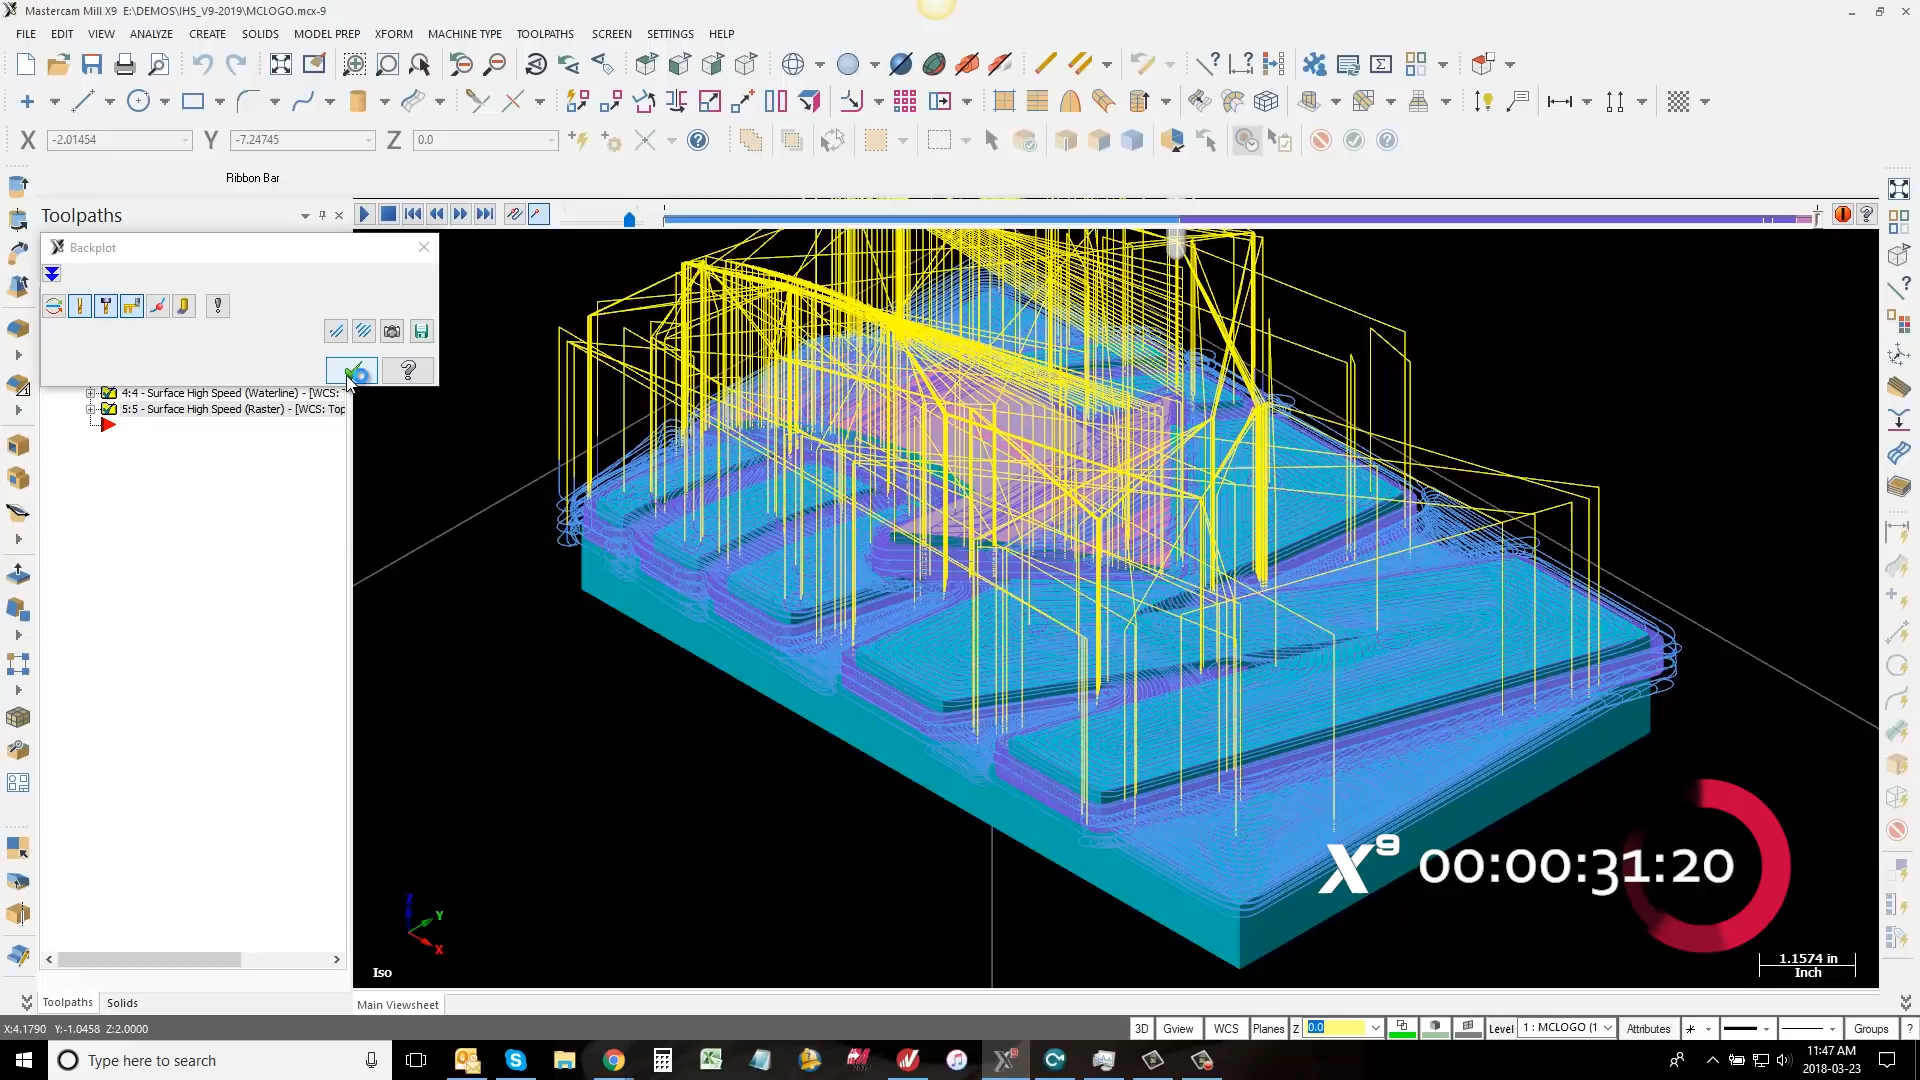 Mastercam Mill X9 E:\DEMOS\IHS_V9-2019\MCLOGO.mcx-9
FILE EDIT VIEW ANALYZE CREATE SOLIDS MODEL PREP XFORM MACHINE TYPE TOOLPATHS SCREEN SETTINGS HELP
X -2.01454 Y -7.24745 Z 0.0
Ribbon Bar
Toolpaths
Backplot
4:4 - Surface High Speed (Waterline) - [WCS:
5:5 - Surface High Speed (Raster) - [WCS: Top
X9 00:00:31:20
Z
Y
X
Iso
1.1574 in
Inch
Toolpaths Solids
Main Viewsheet
X:4.1790 Y:-1.0458 Z:2.0000
3D Gview WCS Planes Z 0.0 Level 1 : MCLOGO (1 Attributes Groups ?
Type here to search
11:47 AM
2018-03-23